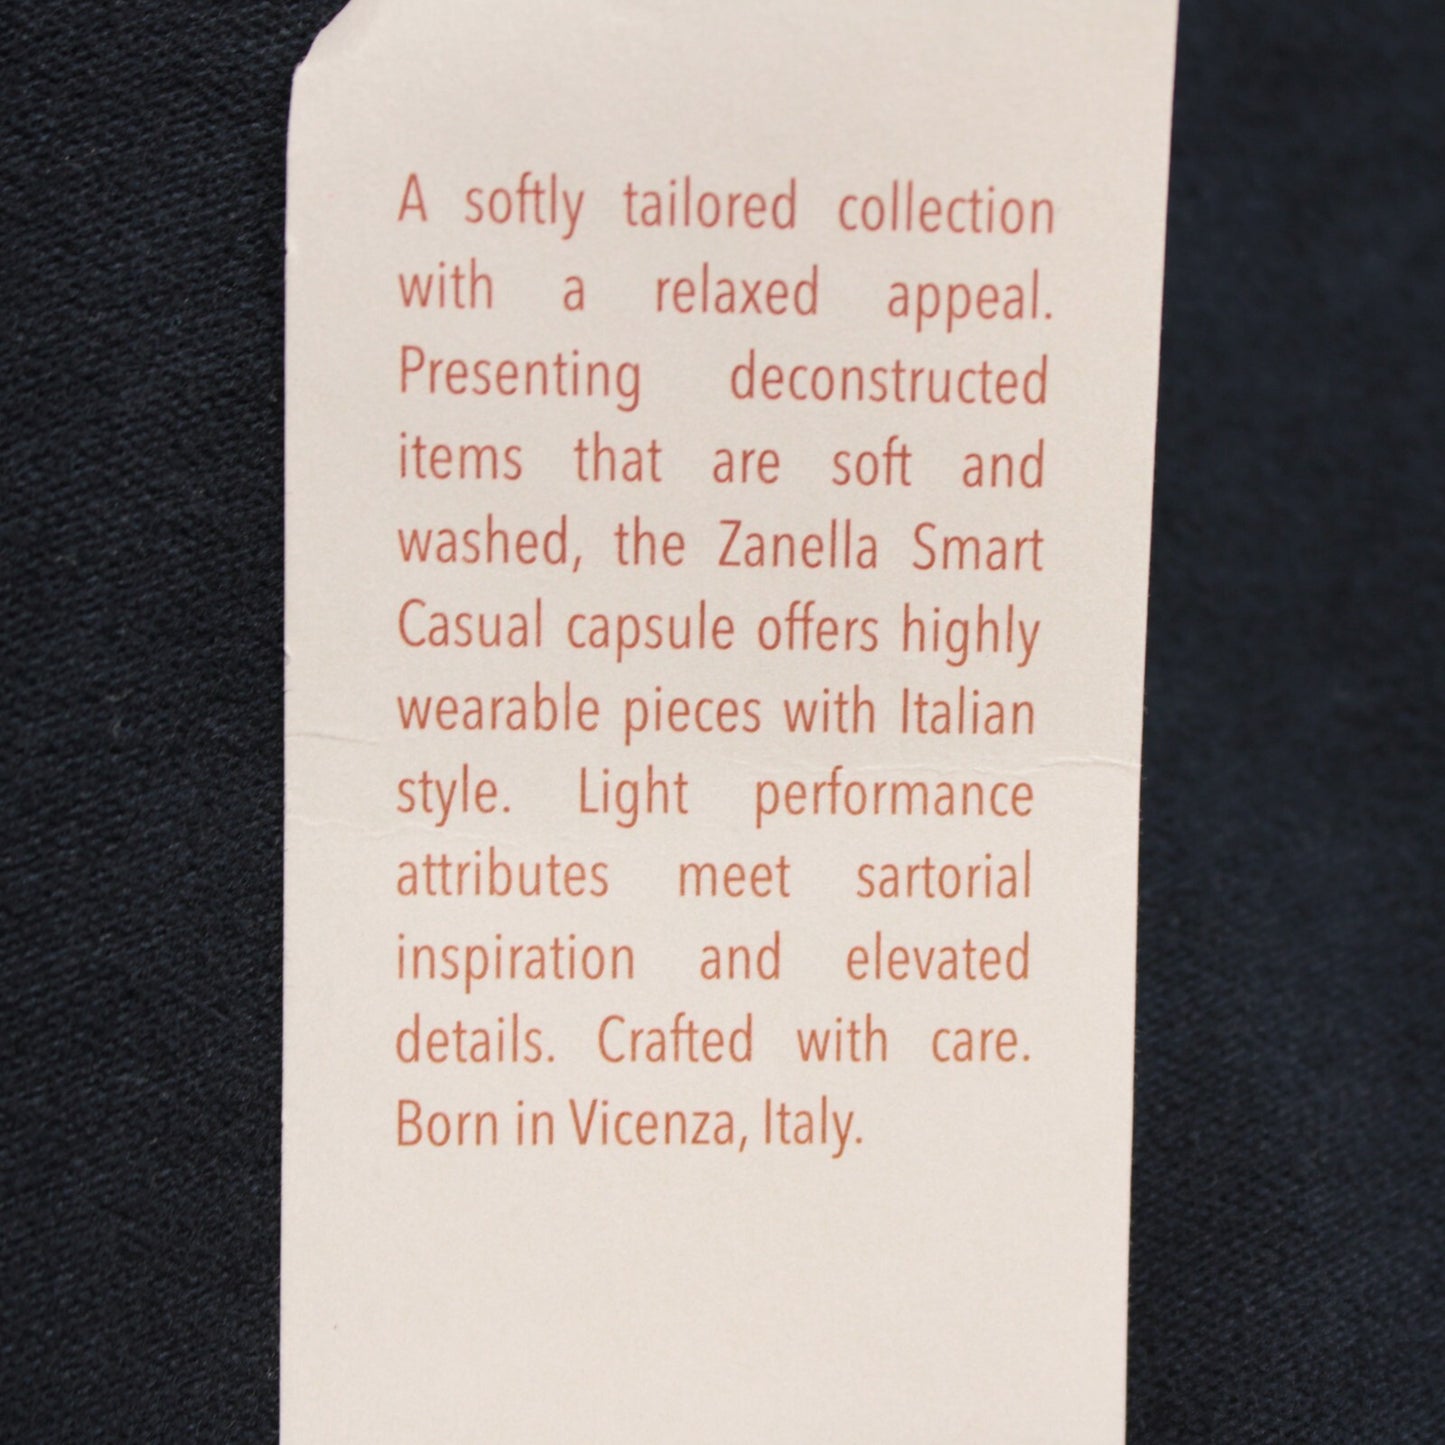 A softly tailored collection
with a relaxed appeal.
Presenting deconstructed
items that are soft and
washed, the Zanella Smart
Casual capsule offers highly
wearable pieces with Italian
style. Light performance
attributes meet sartorial
inspiration and elevated
details. Crafted with care.
Born in Vicenza, Italy.